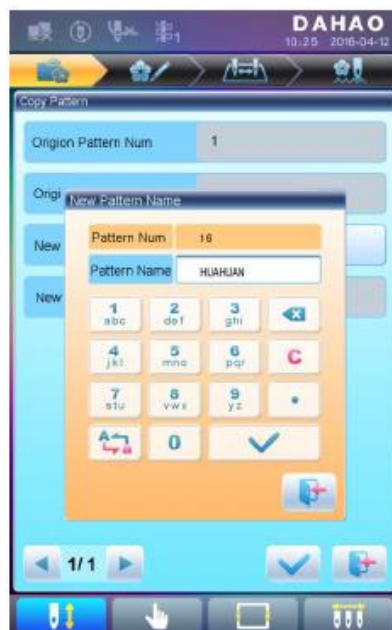 DAHAO
1
10:25 2016-04-12
Copy Pattern
Origion Pattern Num 1
Origi
New Pattern Name
New
Pattern Num 16
Pattern Name HUAHUAN
New
1 2 3
abc def ghi
4 5 6 C
jkl mno pqr
7 8 9 .
stu vwx yz
A a 0
1/1